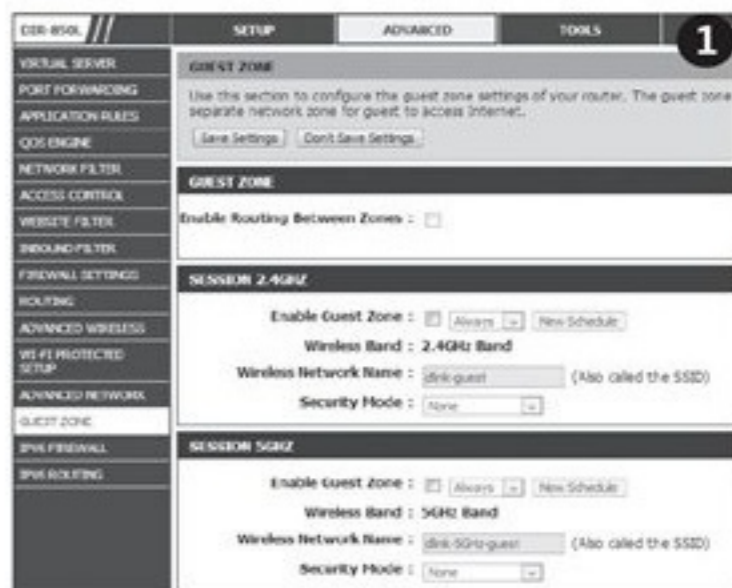 DIR-850L
SETUP
ADVANCED
TOOLS
1
VIRTUAL SERVER
PORT FORWARDING
APPLICATION RULES
QOS ENGINE
NETWORK FILTER
ACCESS CONTROL
WEBSITE FILTER
INBOUND FILTER
FIREWALL SETTINGS
ROUTING
ADVANCED WIRELESS
WI-FI PROTECTED
SETUP
ADVANCED NETWORK
GUEST ZONE
IPV6 FIREWALL
IPV6 ROUTING
GUEST ZONE
Use this section to configure the guest zone settings of your router. The guest zone
separate network zone for guest to access Internet.
Save Settings Don't Save Settings
GUEST ZONE
Enable Routing Between Zones :
SESSION 2.4GHZ
Enable Guest Zone : Always New Schedule
Wireless Band : 2.4GHz Band
Wireless Network Name : dlink-guest (Also called the SSID)
Security Mode : None
SESSION 5GHZ
Enable Guest Zone : Always New Schedule
Wireless Band : 5GHz Band
Wireless Network Name : dlink-5GHz-guest (Also called the SSID)
Security Mode : None